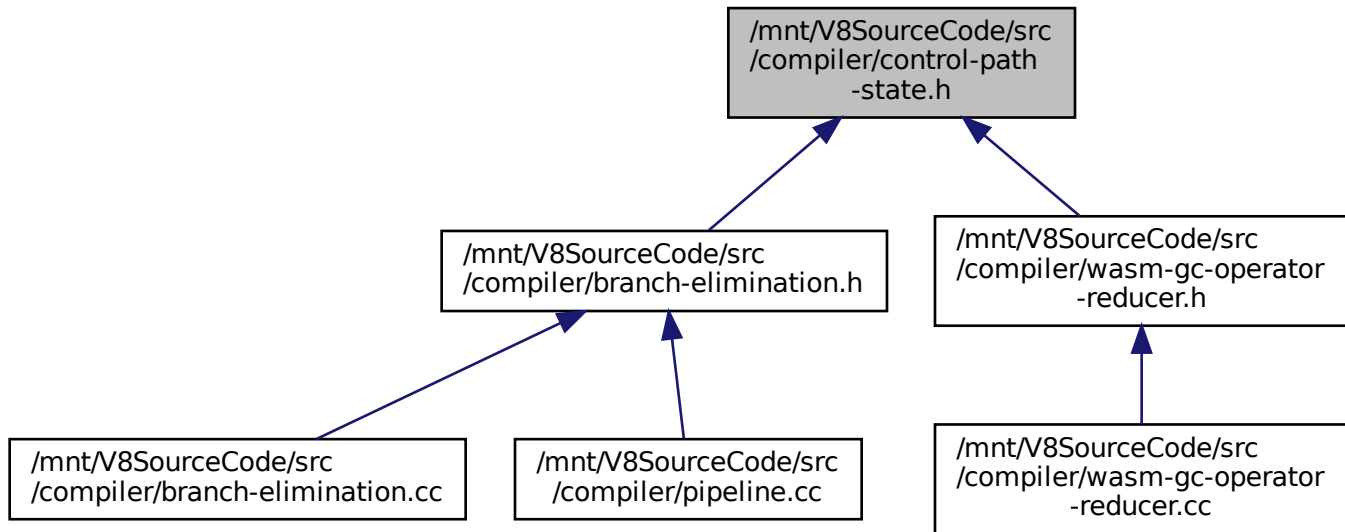 /mnt/V8SourceCode/src
/compiler/control-path
-state.h
/mnt/V8SourceCode/src
/compiler/branch-elimination.h
/mnt/V8SourceCode/src
/compiler/wasm-gc-operator
-reducer.h
/mnt/V8SourceCode/src
/compiler/branch-elimination.cc
/mnt/V8SourceCode/src
/compiler/pipeline.cc
/mnt/V8SourceCode/src
/compiler/wasm-gc-operator
-reducer.cc